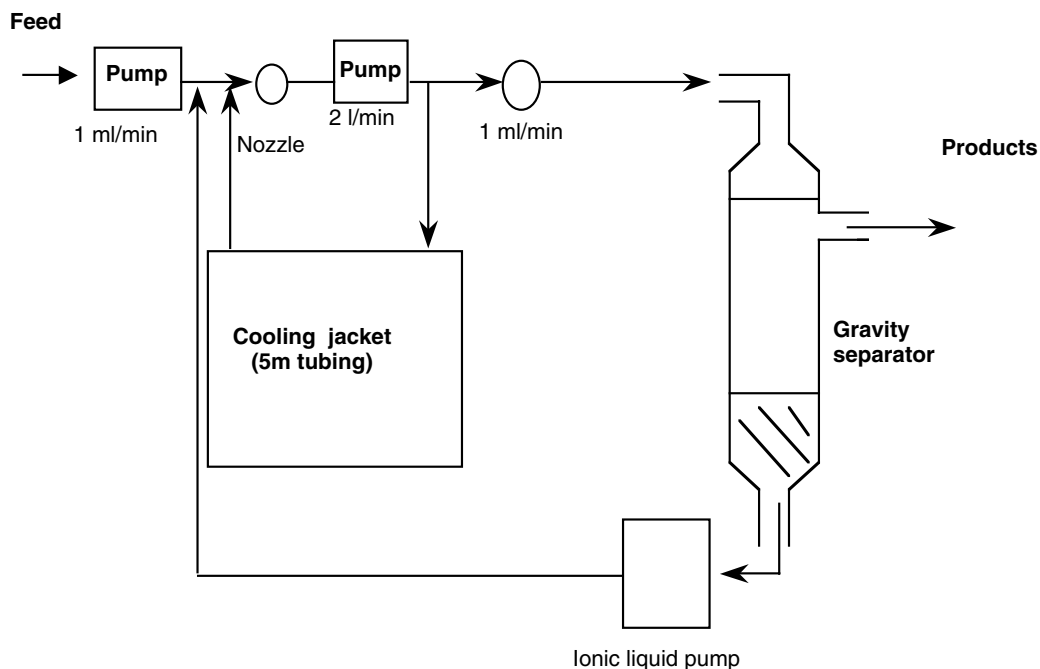 Feed
Pump
Pump
1 ml/min
2 l/min
1 ml/min
Nozzle
Products
Cooling jacket
(5m tubing)
Gravity
separator
Ionic liquid pump